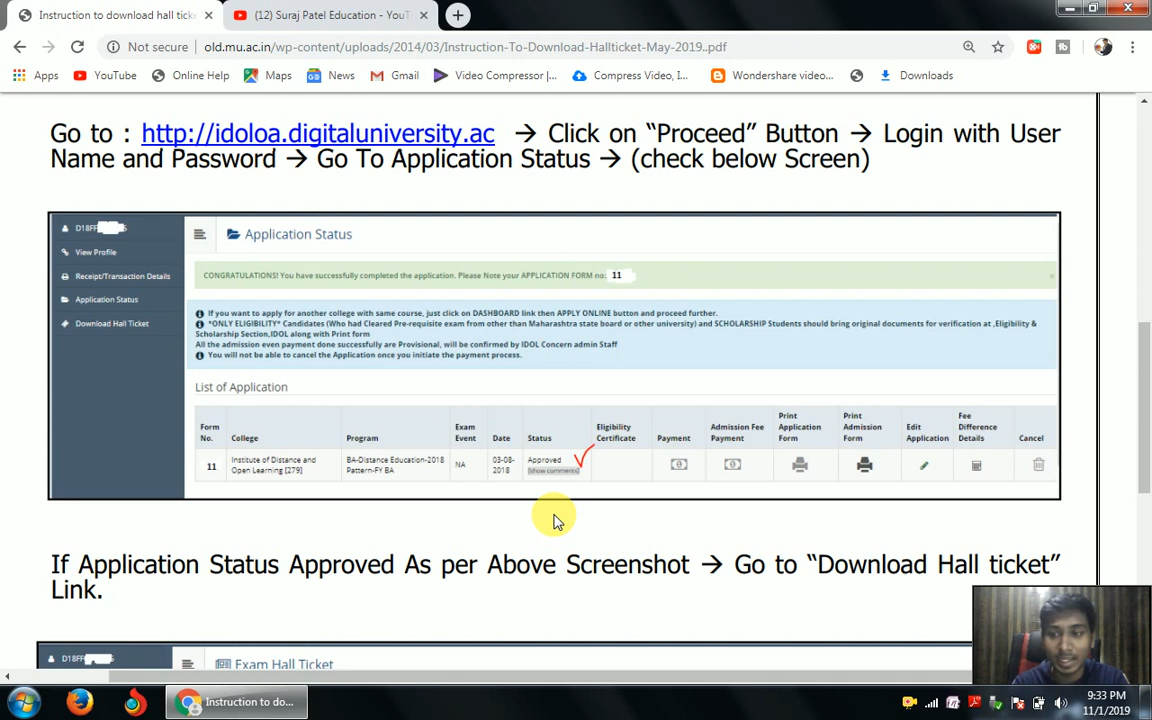 Instruction to download hall ticke
(12) Suraj Patel Education - YouT
Not secure old.mu.ac.in/wp-content/uploads/2014/03/Instruction-To-Download-Hallticket-May-2019..pdf
Apps YouTube Online Help Maps News Gmail Video Compressor |... Compress Video, I... Wondershare video... Downloads
Go to : http://idoloa.digitaluniversity.ac → Click on “Proceed” Button → Login with User
Name and Password → Go To Application Status → (check below Screen)
D18FF
View Profile
Receipt/Transaction Details
Application Status
Download Hall Ticket
Application Status
CONGRATULATIONS! You have successfully completed the application. Please Note your APPLICATION FORM no: 11
If you want to apply for another college with same course, just click on DASHBOARD link then APPLY ONLINE button and proceed further.
*ONLY ELIGIBILITY* Candidates (Who had Cleared Pre-requisite exam from other than Maharashtra state board or other university) and SCHOLARSHIP Students should bring original documents for verification at ,Eligibility &
Scholarship Section,IDOL along with Print form
All the admission even payment done successfully are Provisional, will be confirmed by IDOL Concern admin Staff
You will not be able to cancel the Application once you initiate the payment process.
List of Application
Form No. College Program Exam Event Date Status Eligibility Certificate Payment Admission Fee Payment Print Application Form Print Admission Form Edit Application Fee Difference Details Cancel
11 Institute of Distance and Open Learning [279] BA-Distance Education-2018 Pattern-FY BA NA 03-08-2018 Approved [show comments]
If Application Status Approved As per Above Screenshot → Go to “Download Hall ticket”
Link.
D18FF
Exam Hall Ticket
Instruction to do...
9:33 PM
11/1/2019